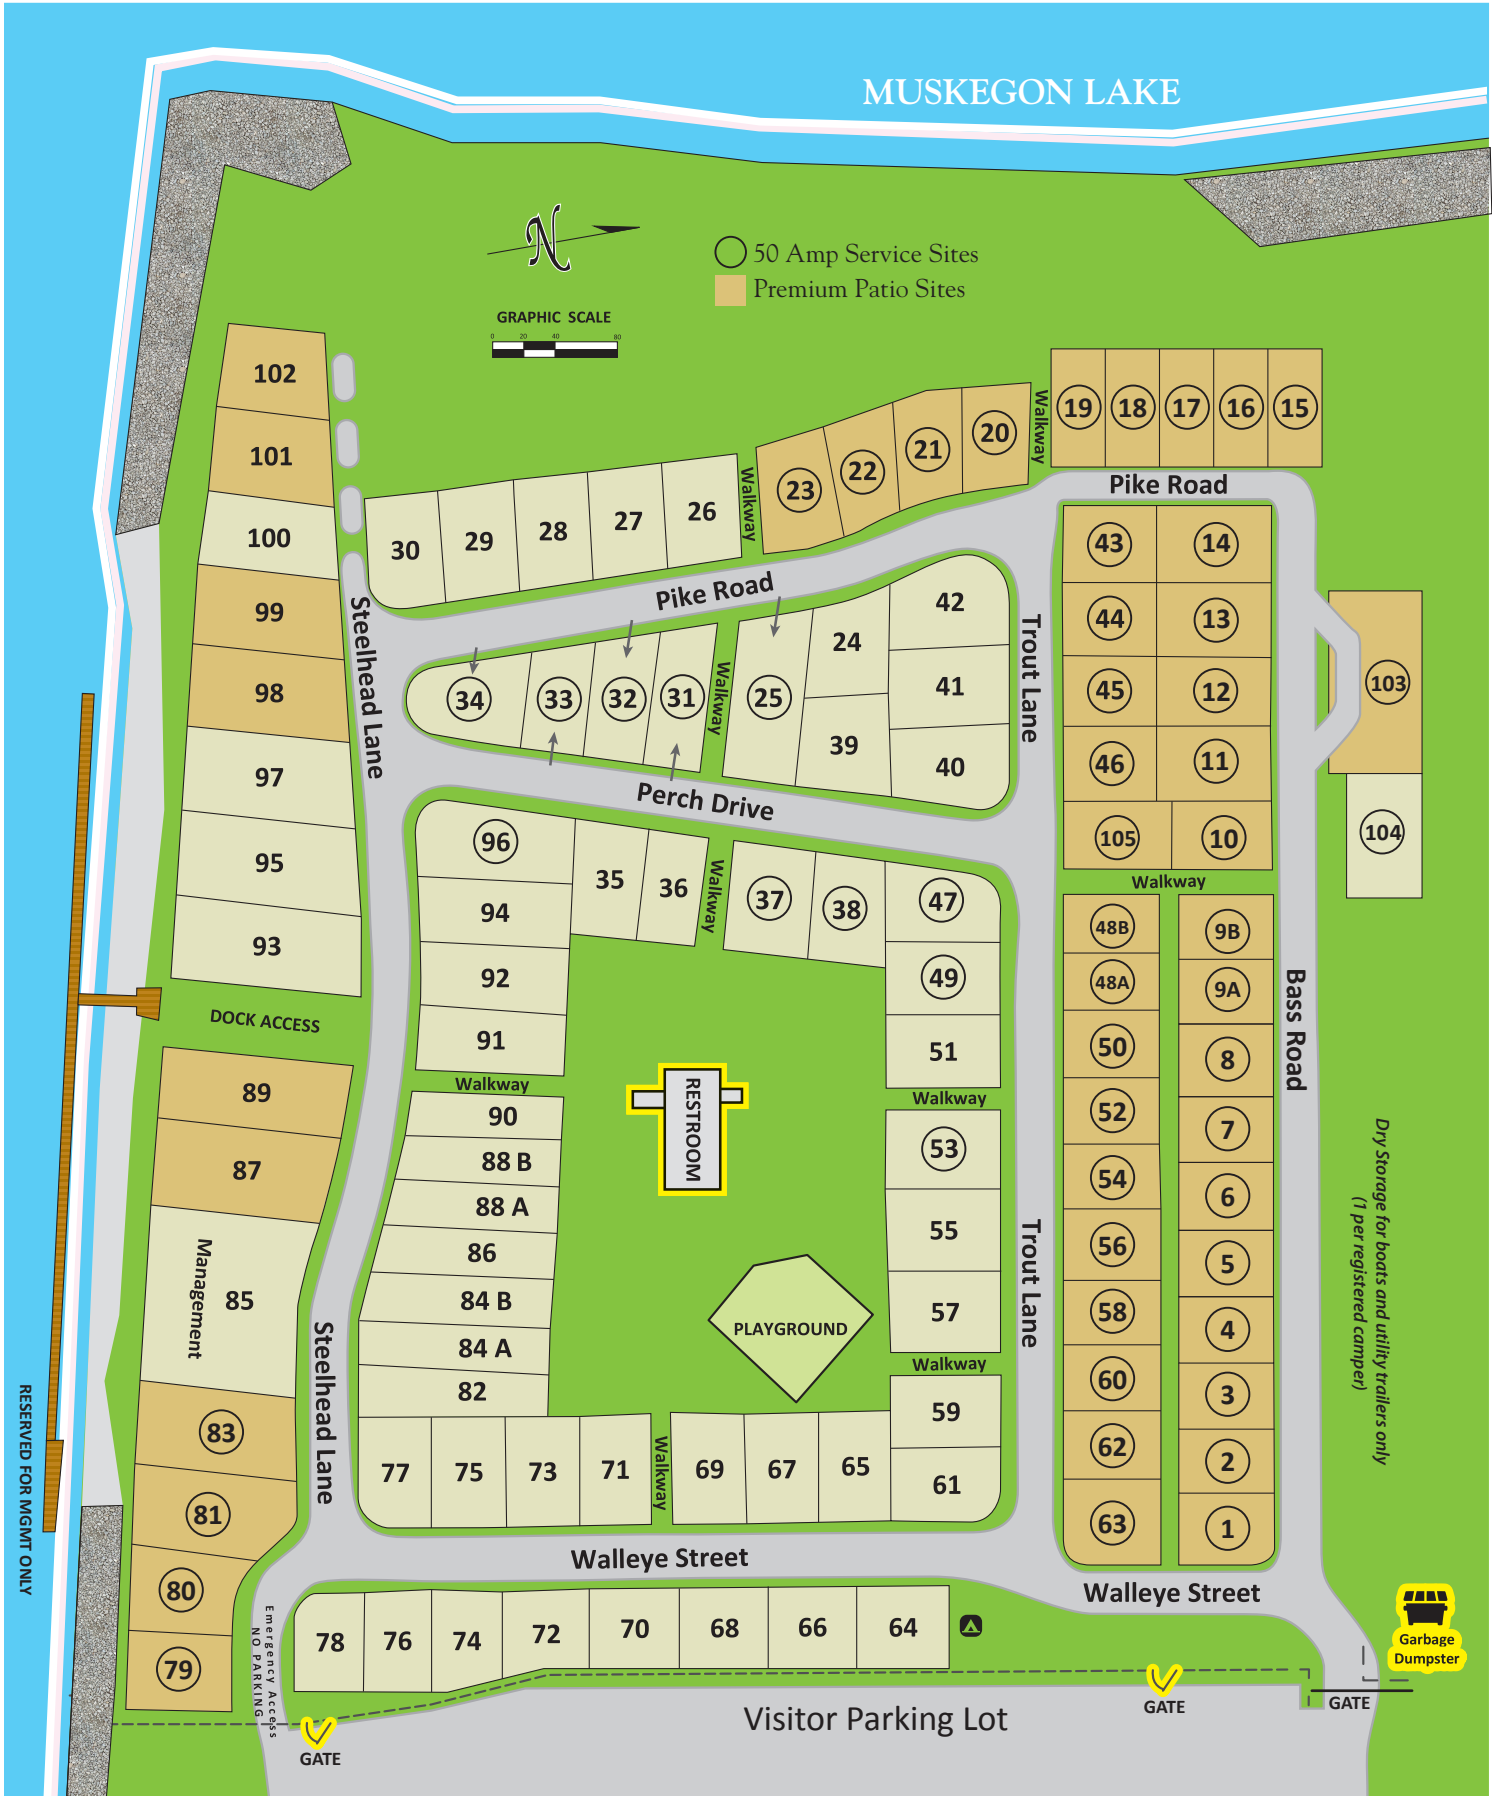 MUSKEGON LAKE
N
50 Amp Service Sites
Premium Patio Sites
GRAPHIC SCALE
0 20 40 80
102
101
100
99
98
97
95
93
DOCK ACCESS
89
87
85
Management
83
81
80
79
RESERVED FOR MGMT ONLY
Steelhead Lane
Steelhead Lane
Emergency Access
NO PARKING
30
29
28
27
26
Walkway
23
22
21
20
Walkway
19
18
17
16
15
Pike Road
Pike Road
34
33
32
31
Walkway
25
24
39
42
41
40
Trout Lane
Perch Drive
43
14
44
13
45
12
46
11
105
10
Walkway
103
104
96
94
92
91
35
36
Walkway
37
38
47
49
51
Walkway
90
88 B
88 A
86
84 B
84 A
82
RESTROOM
PLAYGROUND
Walkway
53
55
57
Walkway
59
61
77
75
73
71
Walkway
69
67
65
Trout Lane
48B
48A
50
52
54
56
58
60
62
63
9B
9A
8
7
6
5
4
3
2
1
Bass Road
Dry Storage for boats and utility trailers only
(1 per registered camper)
Walleye Street
Walleye Street
78
76
74
72
70
68
66
64
Garbage
Dumpster
GATE
GATE
GATE
Visitor Parking Lot